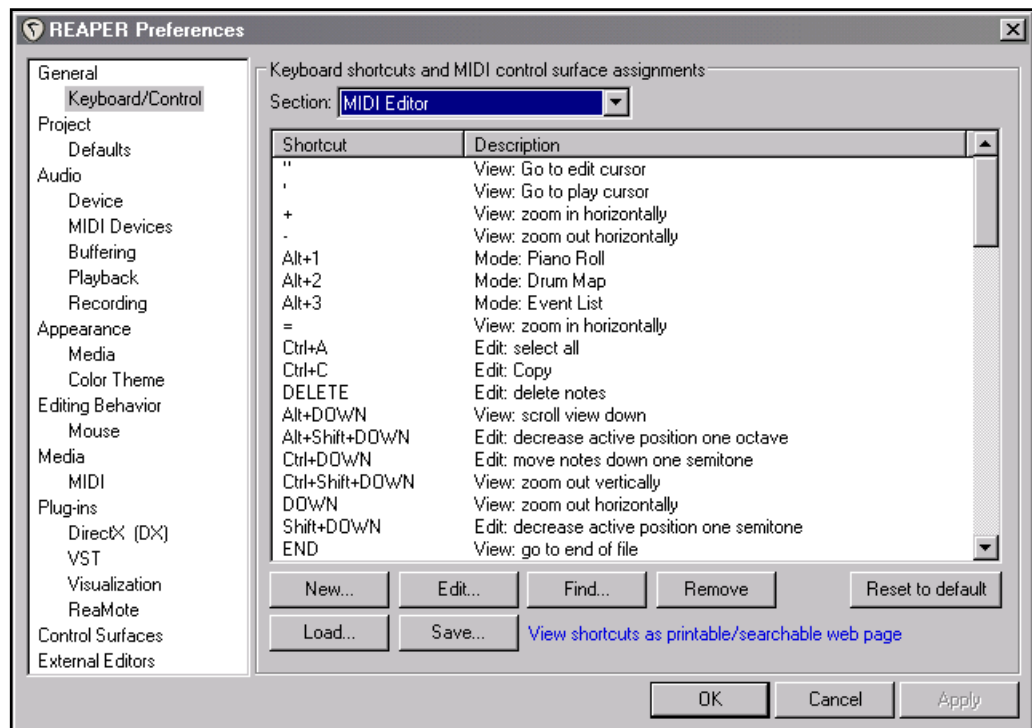 REAPER Preferences
General
Keyboard/Control
Project
Defaults
Audio
Device
MIDI Devices
Buffering
Playback
Recording
Appearance
Media
Color Theme
Editing Behavior
Mouse
Media
MIDI
Plug-ins
DirectX (DX)
VST
Visualization
ReaMote
Control Surfaces
External Editors
Keyboard shortcuts and MIDI control surface assignments
Section: MIDI Editor
Shortcut Description
" View: Go to edit cursor
' View: Go to play cursor
+ View: zoom in horizontally
- View: zoom out horizontally
Alt+1 Mode: Piano Roll
Alt+2 Mode: Drum Map
Alt+3 Mode: Event List
= View: zoom in horizontally
Ctrl+A Edit: select all
Ctrl+C Edit: Copy
DELETE Edit: delete notes
Alt+DOWN View: scroll view down
Alt+Shift+DOWN Edit: decrease active position one octave
Ctrl+DOWN Edit: move notes down one semitone
Ctrl+Shift+DOWN View: zoom out vertically
DOWN View: zoom out horizontally
Shift+DOWN Edit: decrease active position one semitone
END View: go to end of file
New... Edit... Find... Remove Reset to default
Load... Save... View shortcuts as printable/searchable web page
OK Cancel Apply